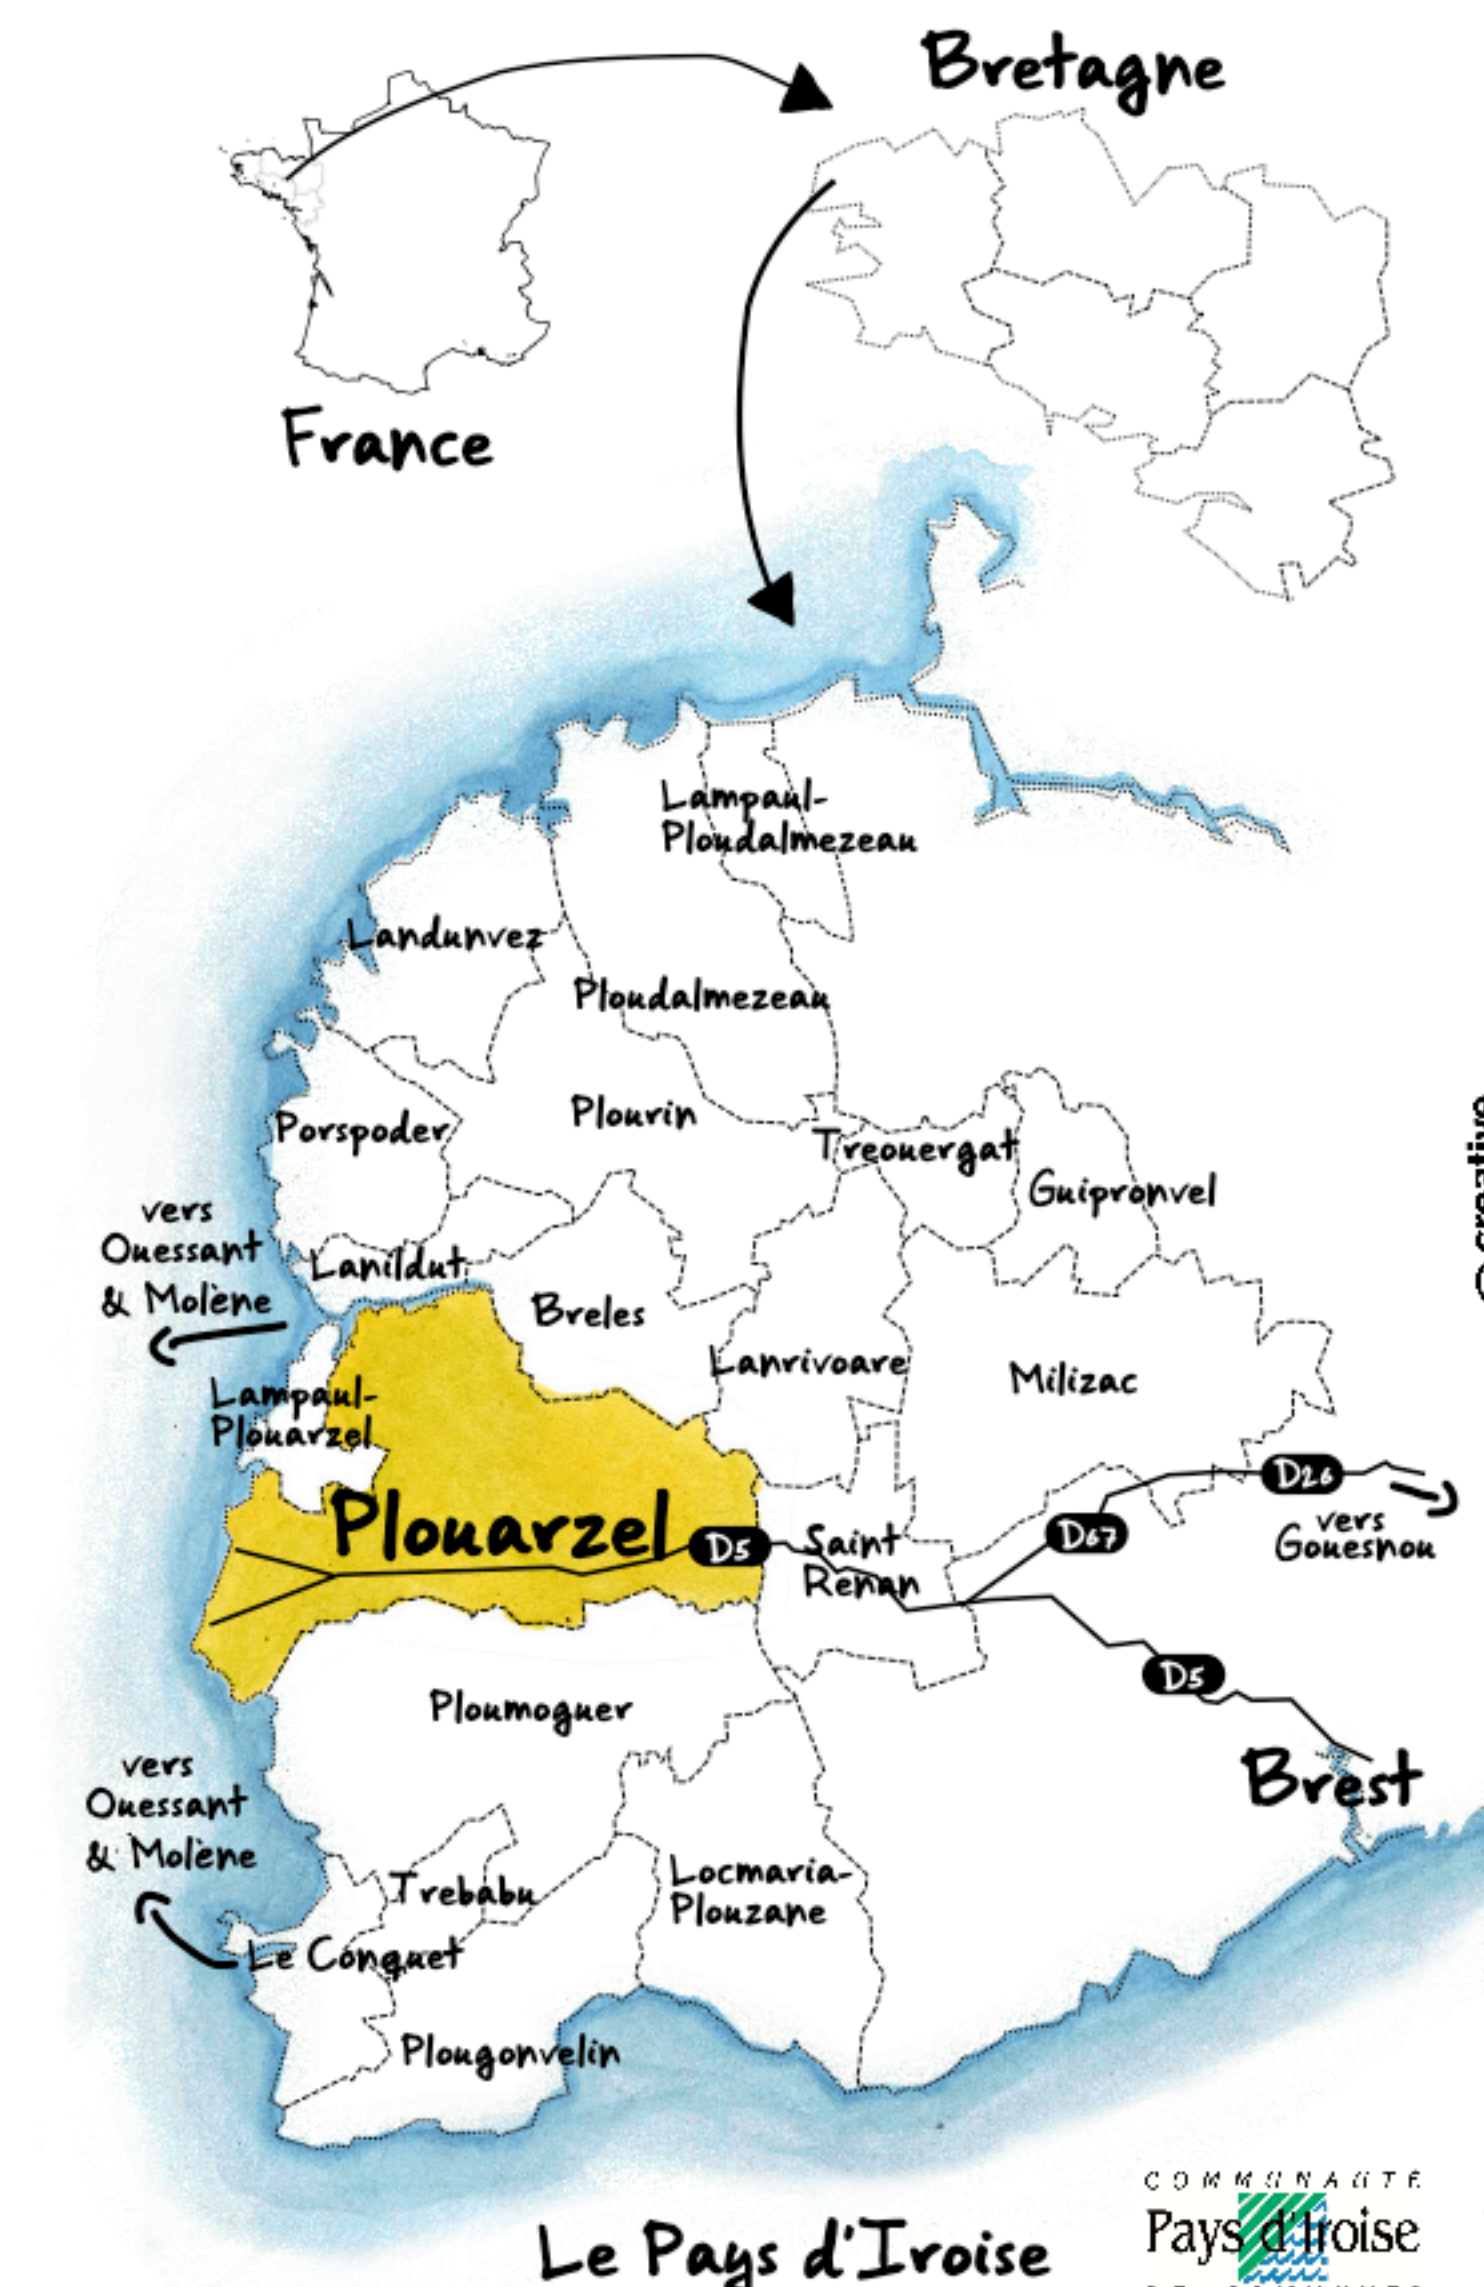 Bretagne
France
Lampaul-
Ploudalmezeau
Landunvez
Ploudalmezeau
Porspoder
Plourin
Treouergat
Guipronvel
vers
Ouessant
& Molène
Lanildut
Breles
Lanrivoare
Milizac
Lampaul-
Plouarzel
Plouarzel
D5
Saint
Renan
D67
D26
vers
Gouesnou
D5
Ploumoguer
Brest
vers
Ouessant
& Molène
Trebabu
Locmaria-
Plouzane
Le Conquet
Plougonvelin
Le Pays d'Iroise
COMMUNAUTÉ
Pays d'Iroise
creative